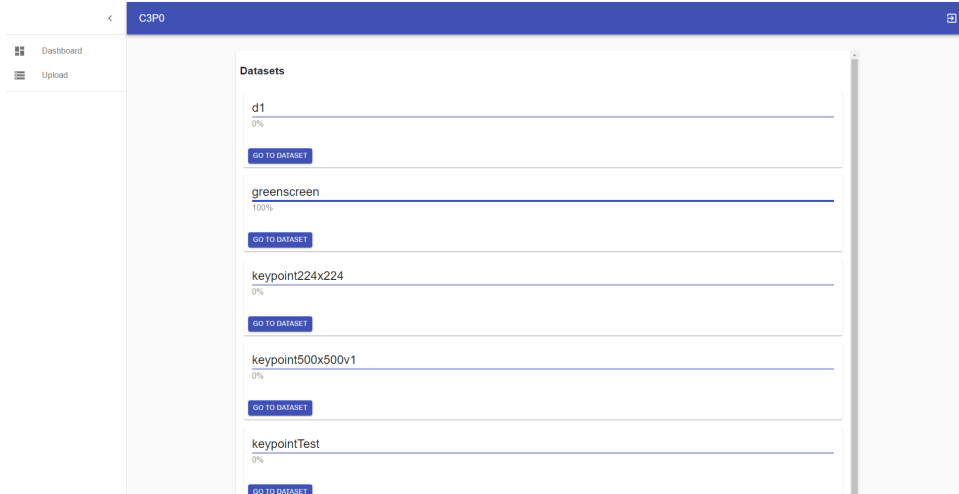 C3P0
Dashboard
Upload
Datasets
d1
0%
GO TO DATASET
greenscreen
100%
GO TO DATASET
keypoint224x224
0%
GO TO DATASET
keypoint500x500v1
0%
GO TO DATASET
keypointTest
0%
GO TO DATASET